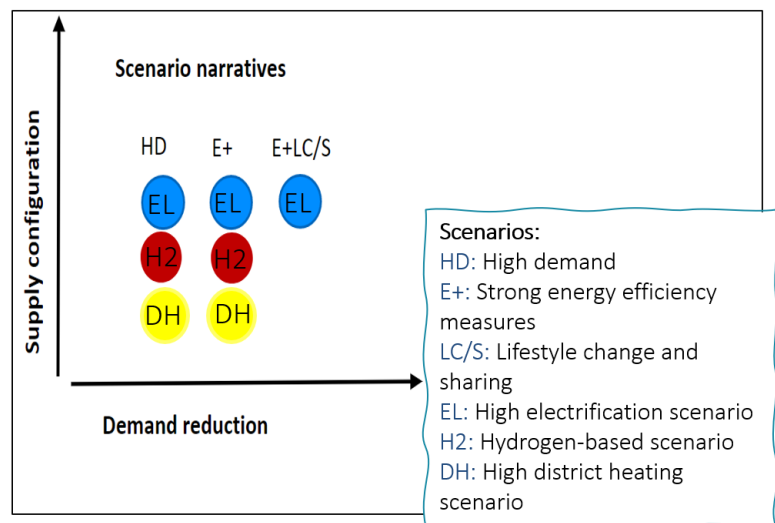 Scenario narratives
Supply configuration
HD E+ E+LC/S
EL EL EL
H2 H2
DH DH
Demand reduction
Scenarios:
HD: High demand
E+: Strong energy efficiency
measures
LC/S: Lifestyle change and
sharing
EL: High electrification scenario
H2: Hydrogen-based scenario
DH: High district heating
scenario